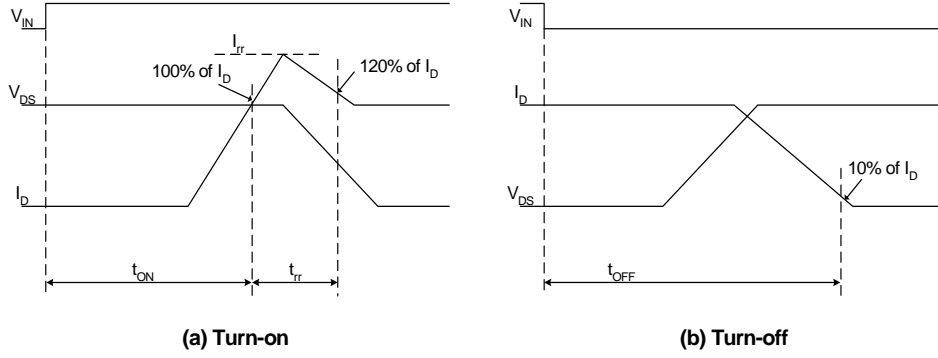 V_IN
I_rr
100% of I_D
120% of I_D
V_DS
I_D
t_ON
t_rr
(a) Turn-on
V_IN
I_D
10% of I_D
V_DS
t_OFF
(b) Turn-off